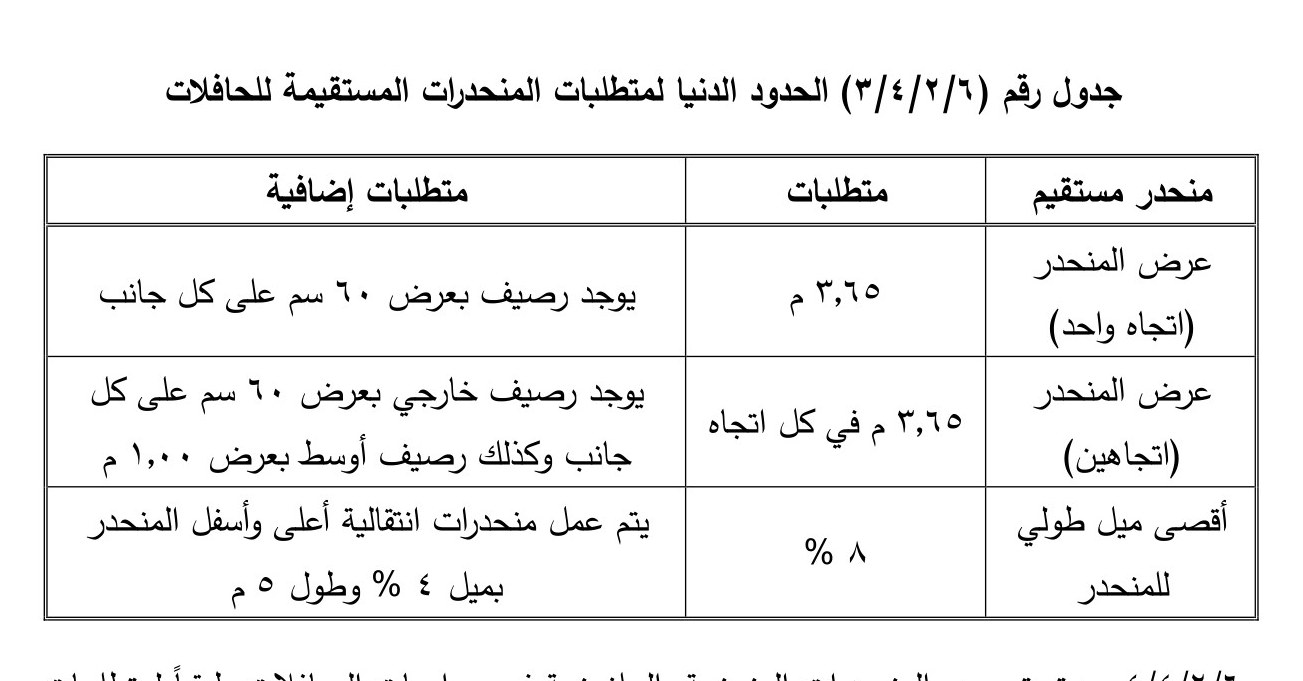 جدول رقم (٣/٤/٢/٦) الحدود الدنيا لمتطلبات المنحدرات المستقيمة للحافلات
منحدر مستقيم متطلبات متطلبات إضافية
عرض المنحدر
(اتجاه واحد)
٣,٦٥ م
يوجد رصيف بعرض ٦٠ سم على كل جانب
عرض المنحدر
(اتجاهين)
٣,٦٥ م في كل اتجاه
يوجد رصيف خارجي بعرض ٦٠ سم على كل
جانب وكذلك رصيف أوسط بعرض ١,٠٠ م
أقصى ميل طولي
للمنحدر
٨ %
يتم عمل منحدرات انتقالية أعلى وأسفل المنحدر
بميل ٤ % وطول ٥ م